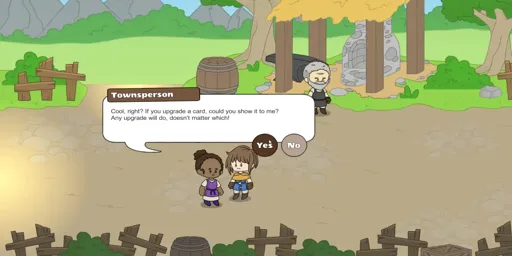 Townsperson
Cool, right? If you upgrade a card, could you show it to me?
Any upgrade will do, doesn't matter which!
Yes No